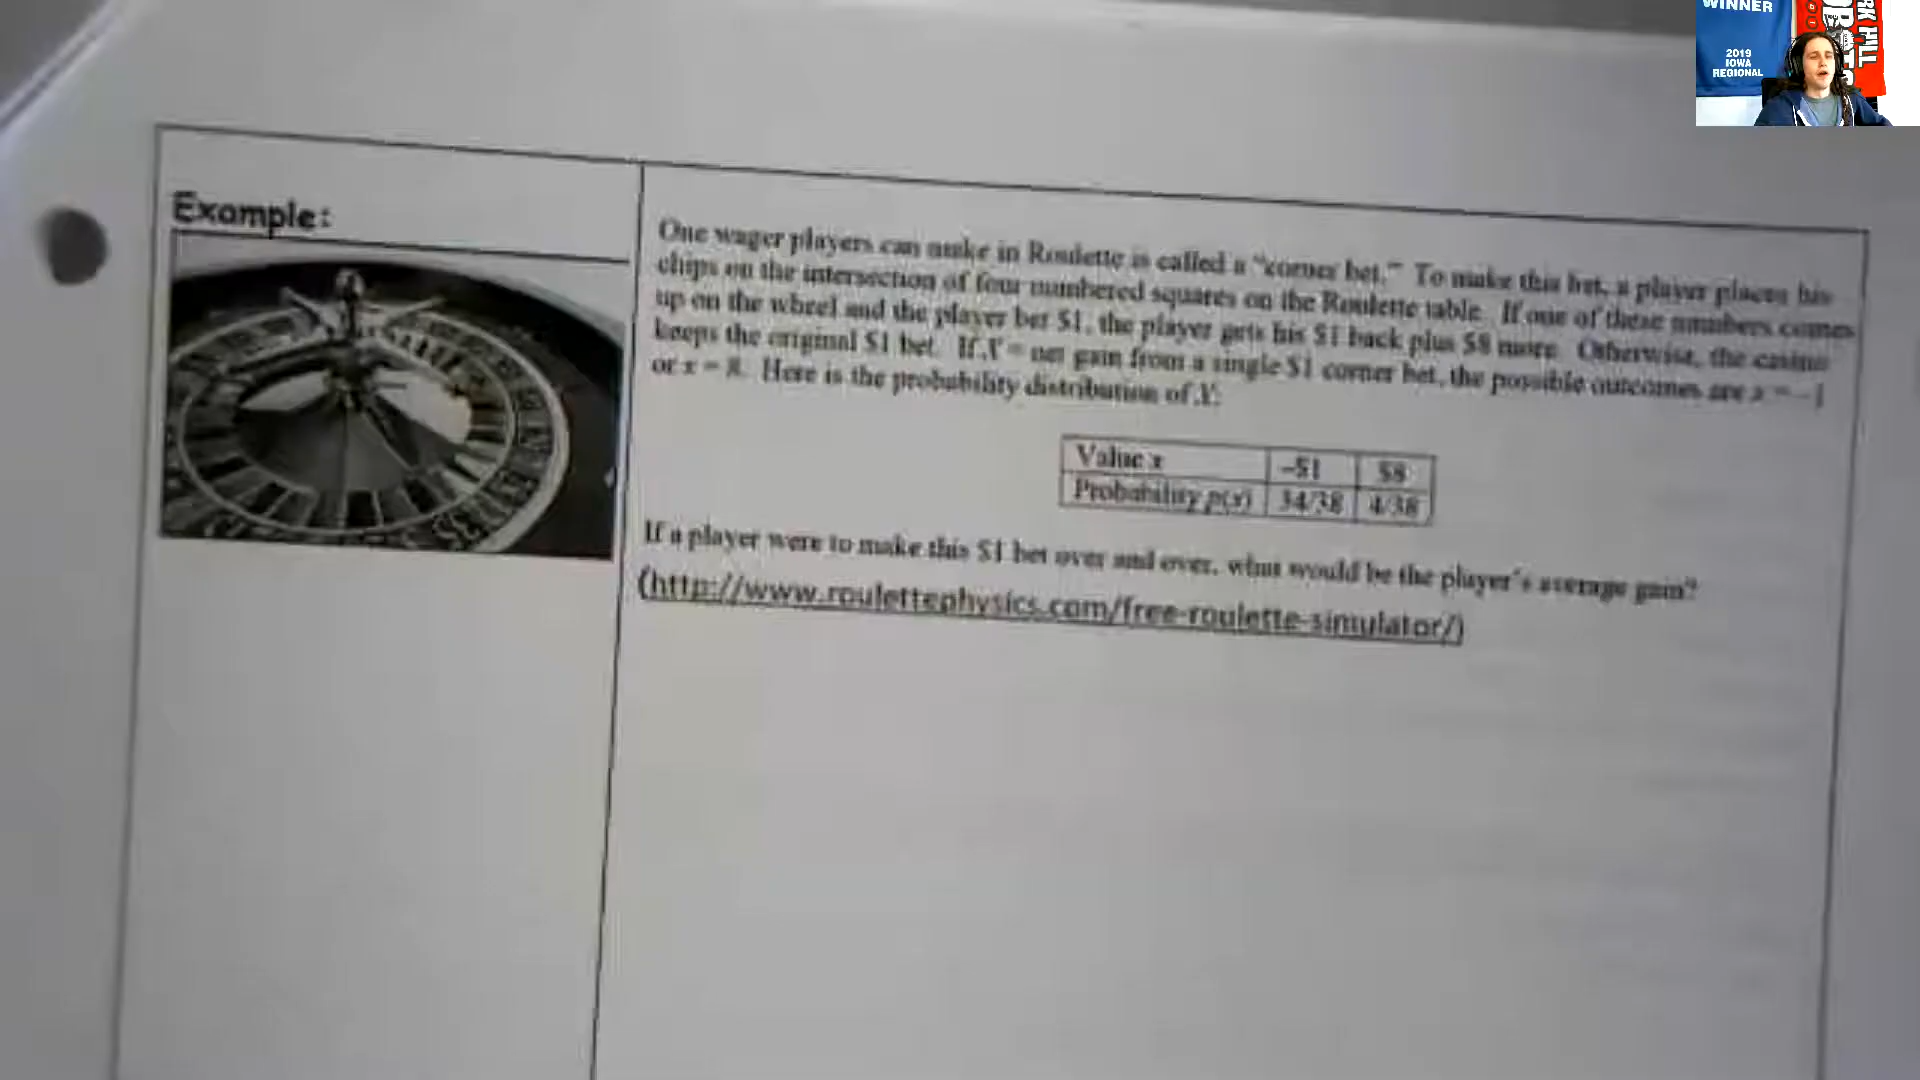 WINNER
2019
IOWA
REGIONAL
RK HILL
Example:
One wager players can make in Roulette is called a "corner bet." To make this bet, a player places his
chips on the intersection of four numbered squares on the Roulette table. If one of these numbers comes
up on the wheel and the player bet $1, the player gets his $1 back plus $8 more. Otherwise, the casino
keeps the original $1 bet. If X = net gain from a single $1 corner bet, the possible outcomes are x = -1
or x = 8. Here is the probability distribution of X:
Value x -$1 $8
Probability p(x) 34/38 4/38
If a player were to make this $1 bet over and over, what would be the player's average gain?
(http://www.roulettephysics.com/free-roulette-simulator/)